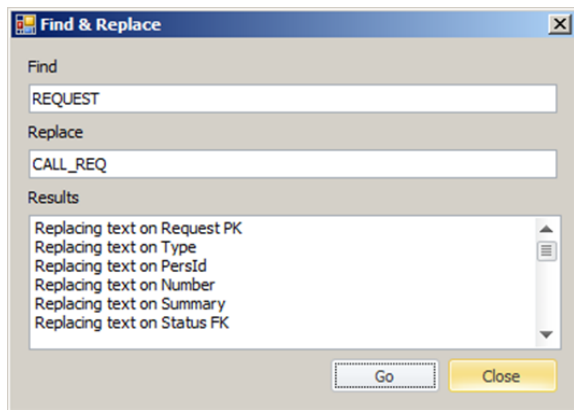 Find & Replace
Find
REQUEST
Replace
CALL_REQ
Results
Replacing text on Request PK
Replacing text on Type
Replacing text on PersId
Replacing text on Number
Replacing text on Summary
Replacing text on Status FK
Go
Close